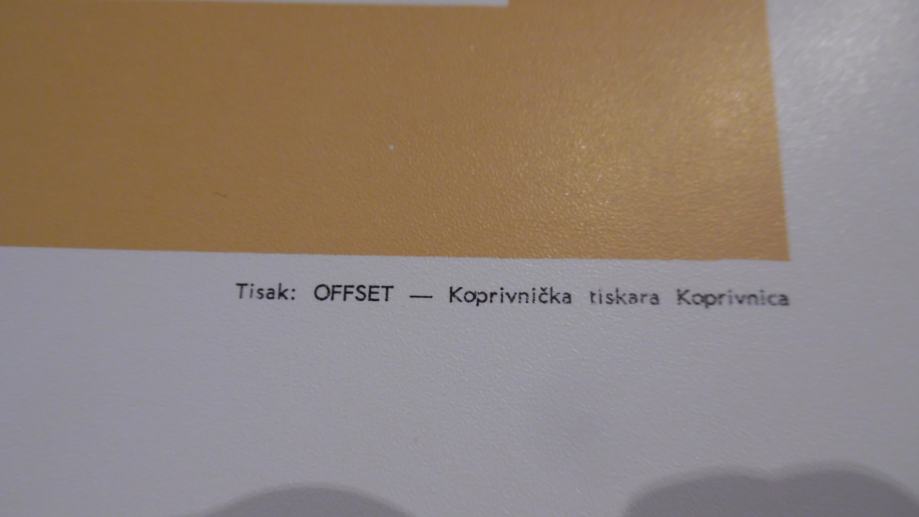 Tisak: OFFSET — Koprivnička tiskara Koprivnica